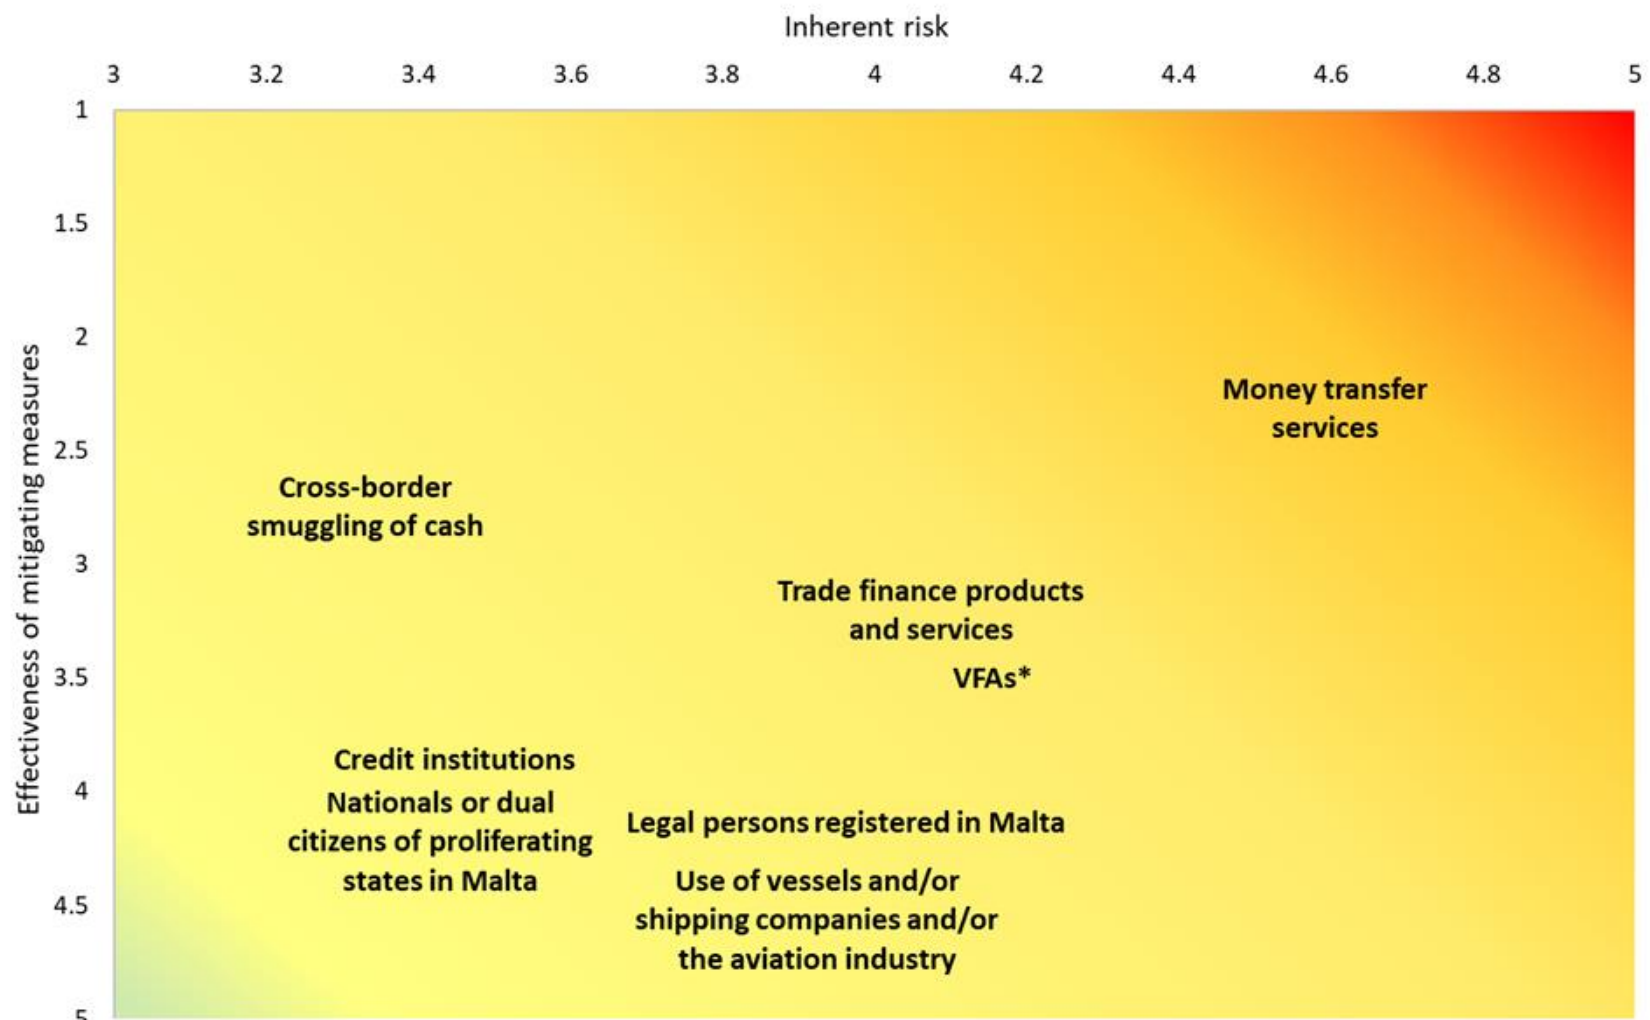 Inherent risk
3 3.2 3.4 3.6 3.8 4 4.2 4.4 4.6 4.8 5
Effectiveness of mitigating measures
1
1.5
2
2.5
3
3.5
4
4.5
5
Money transfer
services
Cross-border
smuggling of cash
Trade finance products
and services
VFAs*
Credit institutions
Nationals or dual
citizens of proliferating
states in Malta
Legal persons registered in Malta
Use of vessels and/or
shipping companies and/or
the aviation industry